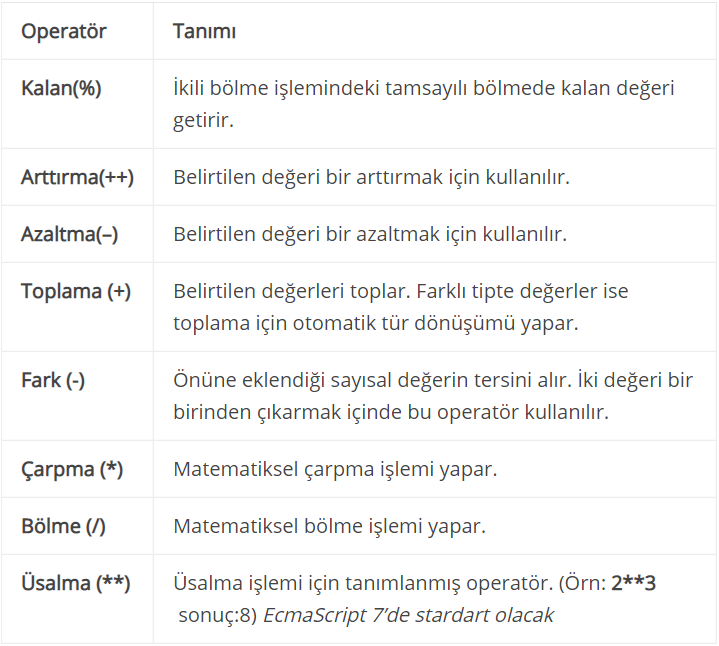 Operatör Tanımı
Kalan(%) İkili bölme işlemindeki tamsayılı bölmede kalan değeri
getirir.
Arttırma(++) Belirtilen değeri bir arttırmak için kullanılır.
Azaltma(–) Belirtilen değeri bir azaltmak için kullanılır.
Toplama (+) Belirtilen değerleri toplar. Farklı tipte değerler ise
toplama için otomatik tür dönüşümü yapar.
Fark (-) Önüne eklendiği sayısal değerin tersini alır. İki değeri bir
birinden çıkarmak içinde bu operatör kullanılır.
Çarpma (*) Matematiksel çarpma işlemi yapar.
Bölme (/) Matematiksel bölme işlemi yapar.
Üsalma (**) Üsalma işlemi için tanımlanmış operatör. (Örn: 2**3
sonuç:8) EcmaScript 7’de stardart olacak